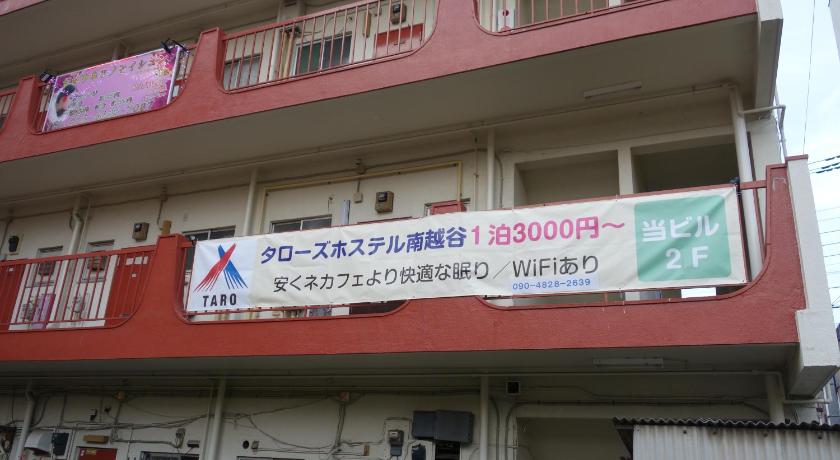 タローズホステル南越谷1泊3000円～
安くネカフェより快適な眠り／WiFiあり
090-4828-2639
TARO
当ビル
2F